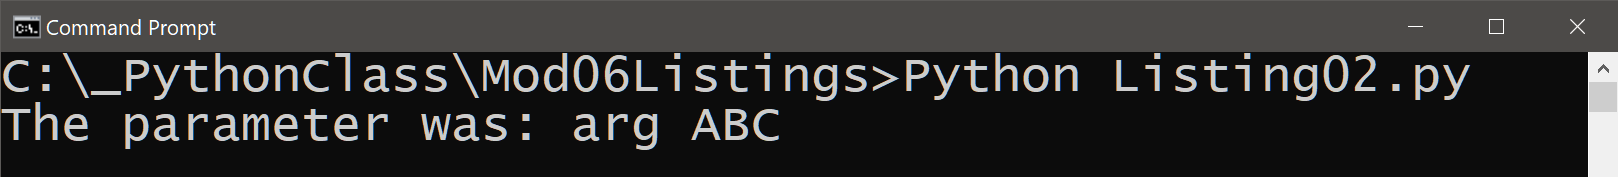 Command Prompt
C:\_PythonClass\Mod06Listings>Python Listing02.py
The parameter was: arg ABC